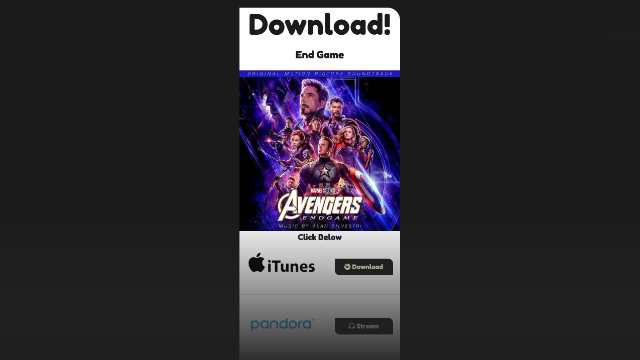 Download!
End Game
ORIGINAL MOTION PICTURE SOUNDTRACK
MARVEL STUDIOS
AVENGERS
ENDGAME
MUSIC BY ALAN SILVESTRI
Click Below
iTunes
Download
pandora
Stream